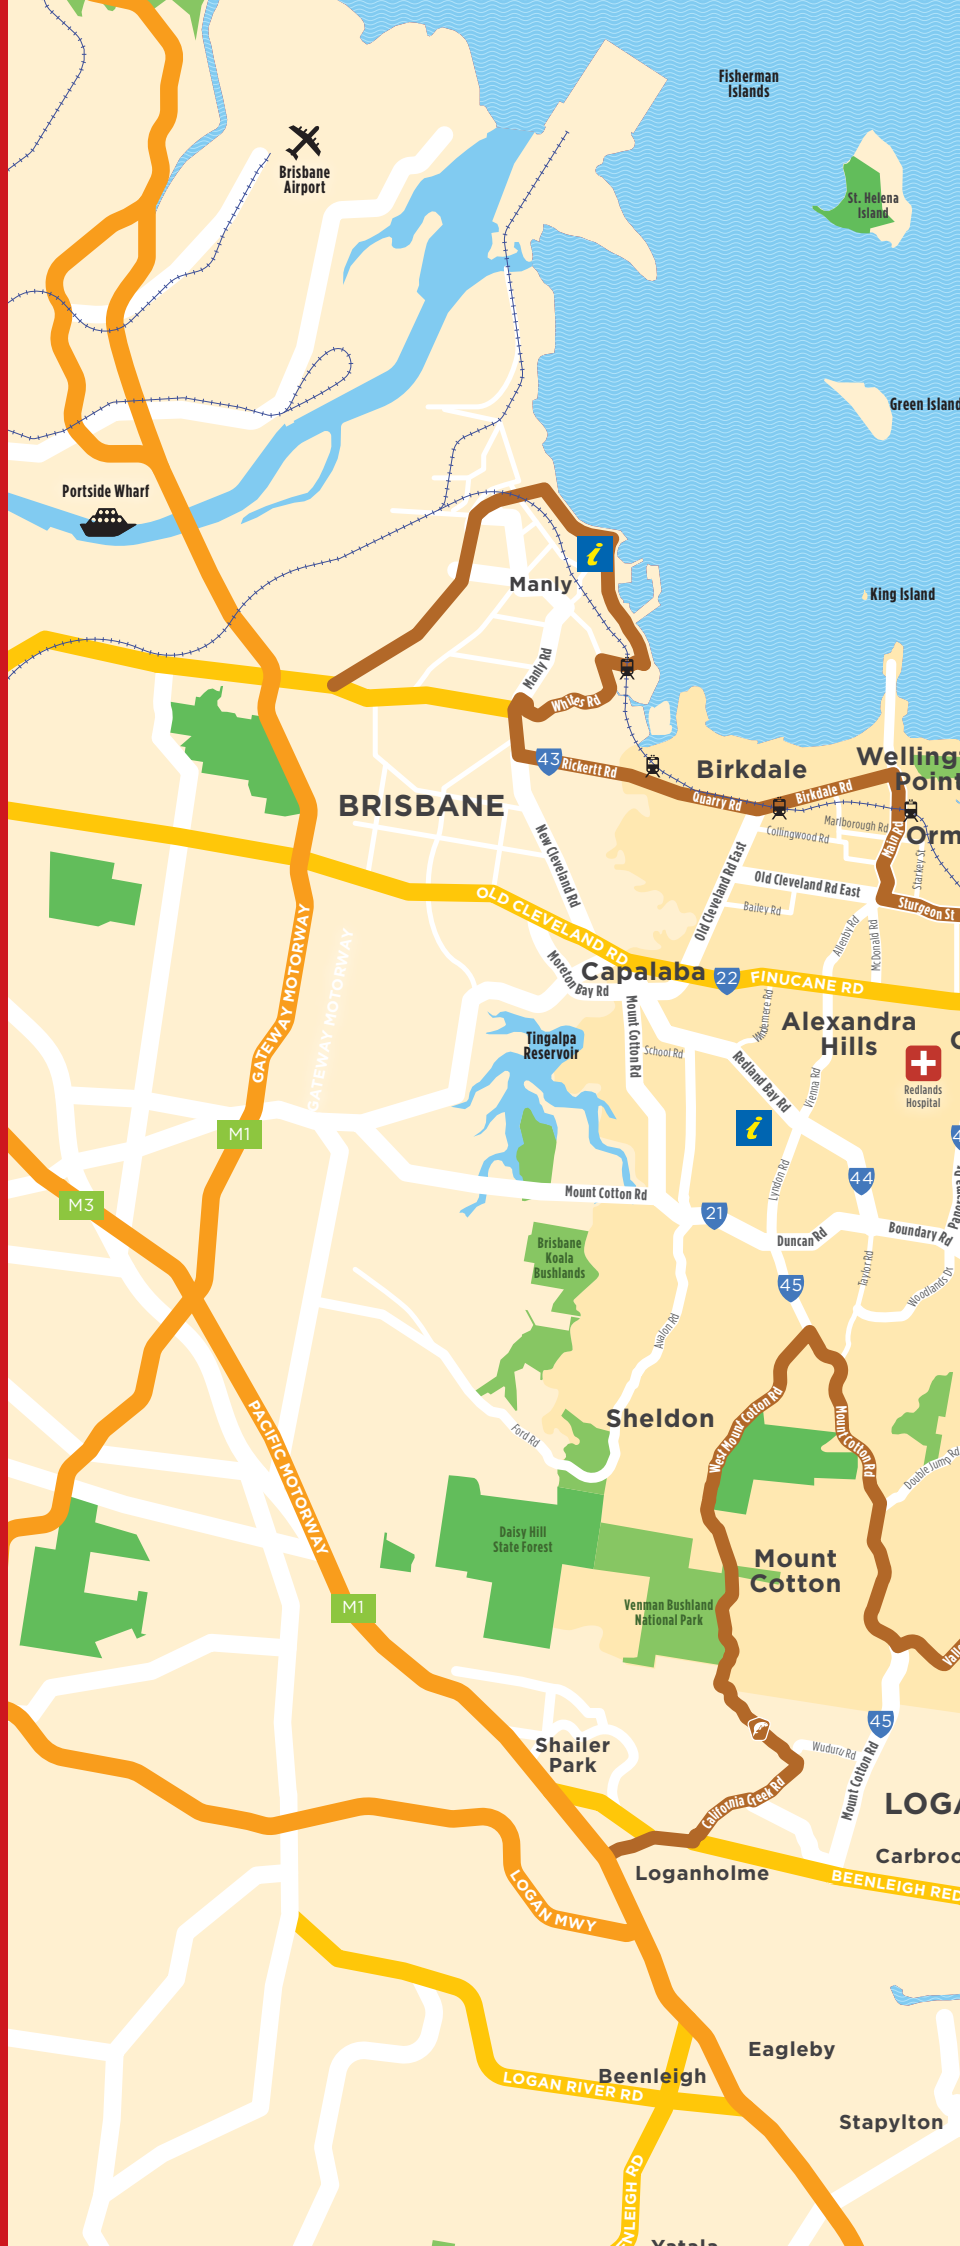 Fisherman
Islands
Brisbane
Airport
St. Helena
Island
Green Island
Portside Wharf
King Island
Manly
Manly Rd
Whites Rd
43
Rickertt Rd
Birkdale
Wellingt
Point
Quarry Rd
Birkdale Rd
BRISBANE
Collingwood Rd
Marlborough Rd
Main Rd
Orm
Starkey St
New Cleveland Rd
Old Cleveland Rd East
Old Cleveland Rd East
Bailey Rd
Sturgeon St
OLD CLEVELAND RD
Allenby Rd
McDonald Rd
GATEWAY MOTORWAY
GATEWAY MOTORWAY
Moreton Bay Rd
Capalaba
22
FINUCANE RD
Mount Cotton Rd
Alexandra
Hills
Tingalpa
Reservoir
School Rd
Redland Bay Rd
Vienna Rd
Redlands
Hospital
M1
4
M3
Mount Cotton Rd
Lyndon Rd
44
Panorama Dr
21
Duncan Rd
Boundary Rd
Brisbane
Koala
Bushlands
45
Taylor Rd
Woodlands Dr
Avalon Rd
Sheldon
West Mount Cotton Rd
Mount Cotton Rd
PACIFIC MOTORWAY
Ford Rd
Double Jump Rd
Daisy Hill
State Forest
Mount
Cotton
M1
Venman Bushland
National Park
Valle
Shailer
Park
45
Wuduru Rd
Mount Cotton Rd
California Creek Rd
LOGA
Loganholme
Carbroo
BEENLEIGH RED
LOGAN MWY
Eagleby
Beenleigh
LOGAN RIVER RD
Stapylton
ENLEIGH RD
Yatala